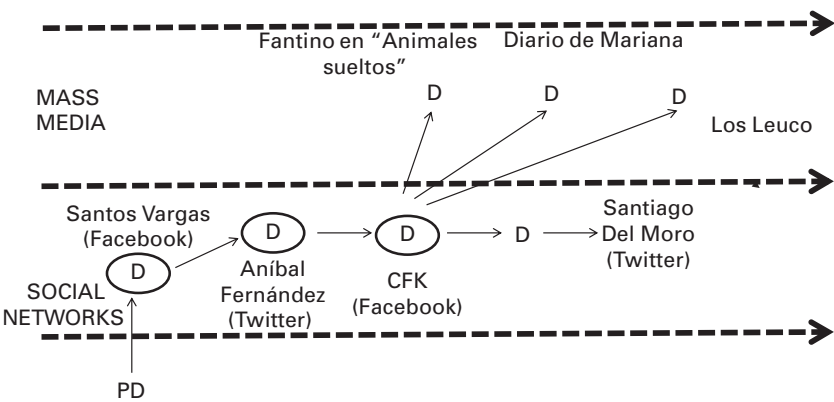 Fantino en “Animales
sueltos”
Diario de Mariana
MASS
MEDIA
D
D
D
Los Leuco
Santos Vargas
(Facebook)
D
D
Aníbal
Fernández
(Twitter)
D
CFK
(Facebook)
D
Santiago
Del Moro
(Twitter)
SOCIAL
NETWORKS
PD